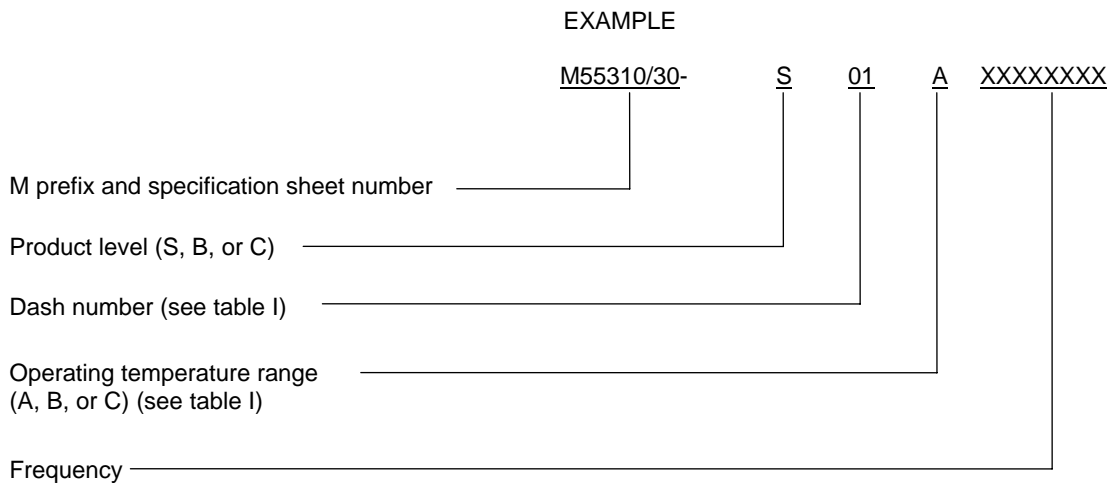 EXAMPLE
M55310/30- S 01 A XXXXXXXX
M prefix and specification sheet number
Product level (S, B, or C)
Dash number (see table I)
Operating temperature range
(A, B, or C) (see table I)
Frequency